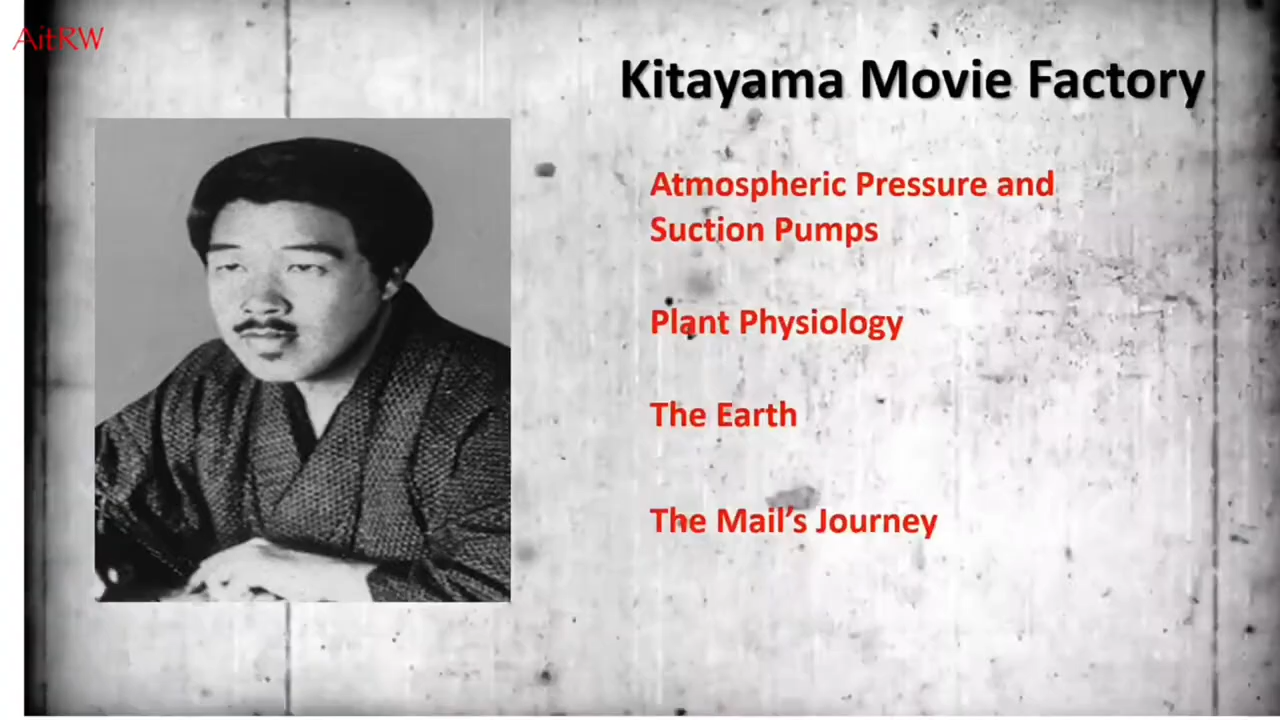 AitRW
Kitayama Movie Factory
Atmospheric Pressure and
Suction Pumps
Plant Physiology
The Earth
The Mail’s Journey